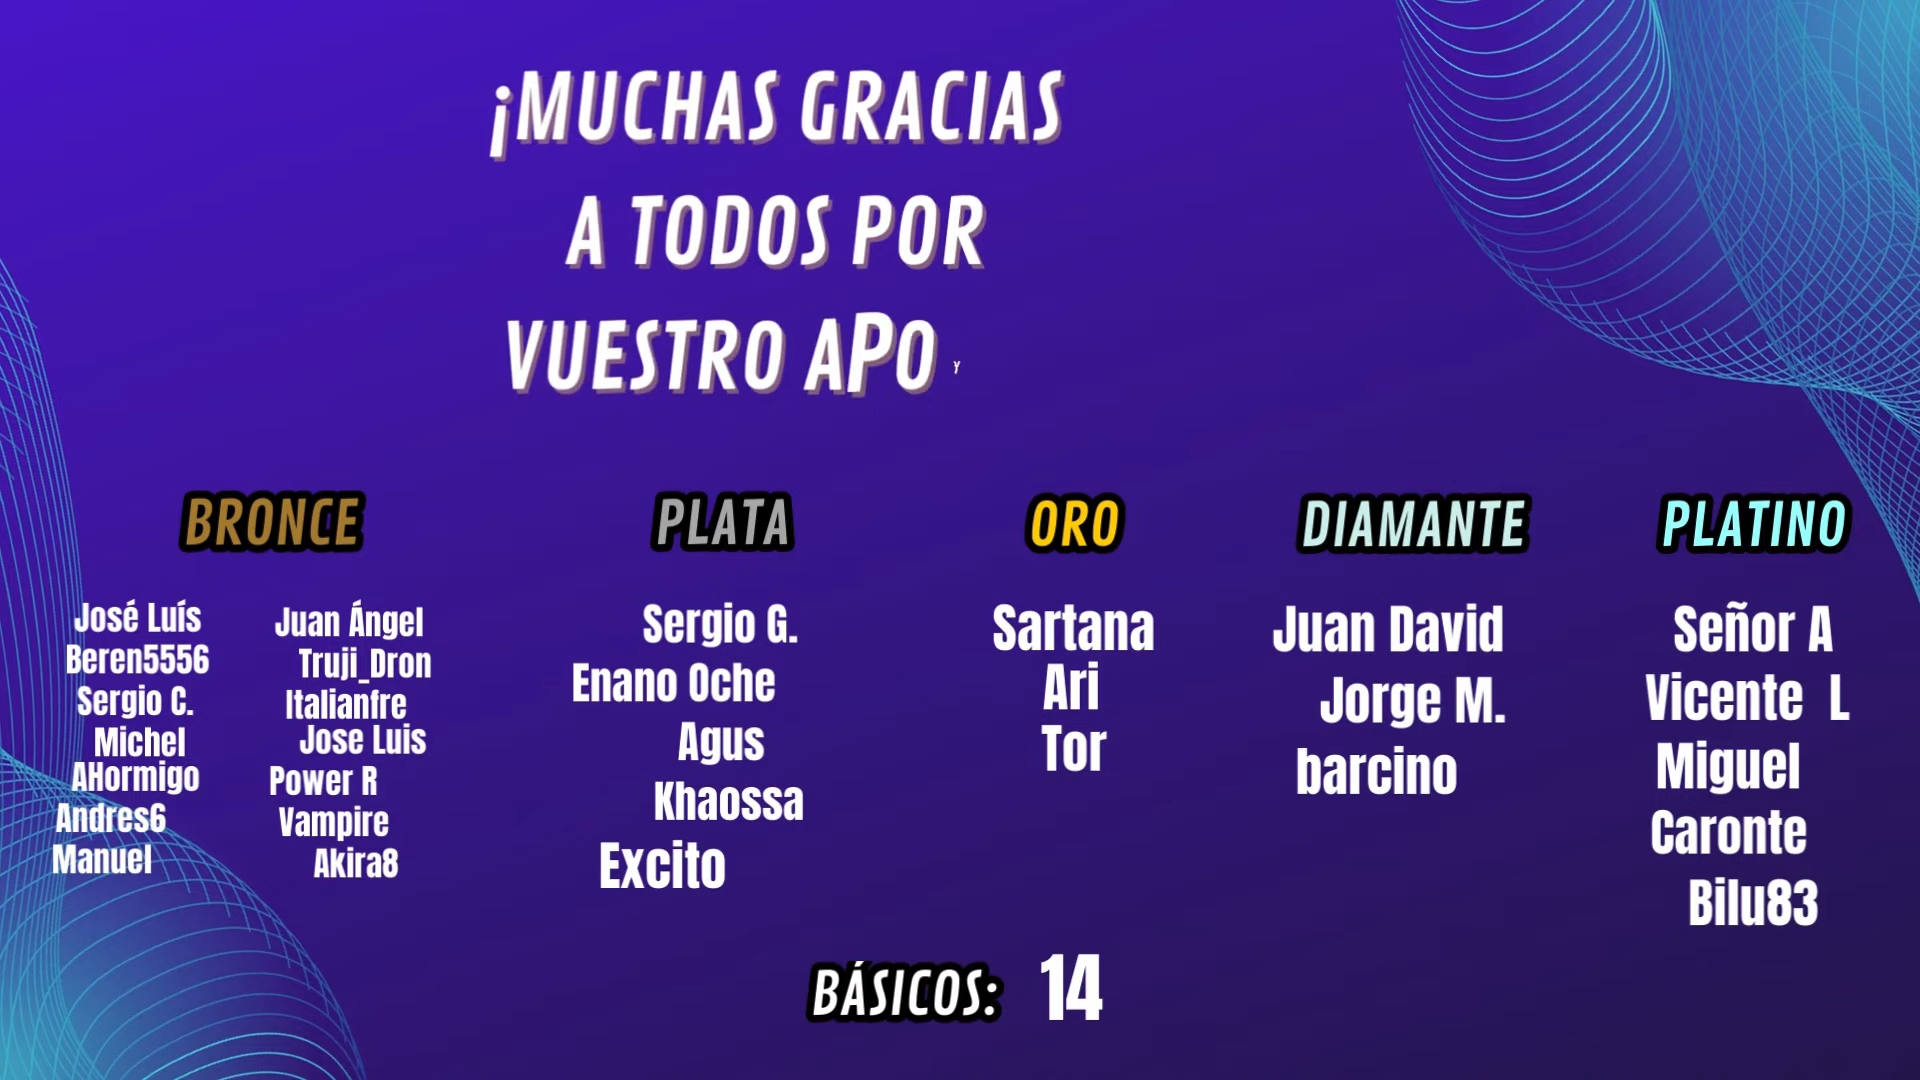 ¡MUCHAS GRACIAS
A TODOS POR
VUESTRO APO Y
BRONCE
José Luís
Beren5556
Sergio C.
Michel
AHormigo
Andres6
Manuel
Juan Ángel
Truji_Dron
Italianfre
Jose Luis
Power R
Vampire
Akira8
PLATA
Sergio G.
Enano Oche
Agus
Khaossa
Excito
ORO
Sartana
Ari
Tor
DIAMANTE
Juan David
Jorge M.
barcino
PLATINO
Señor A
Vicente L
Miguel
Caronte
Bilu83
BÁSICOS: 14